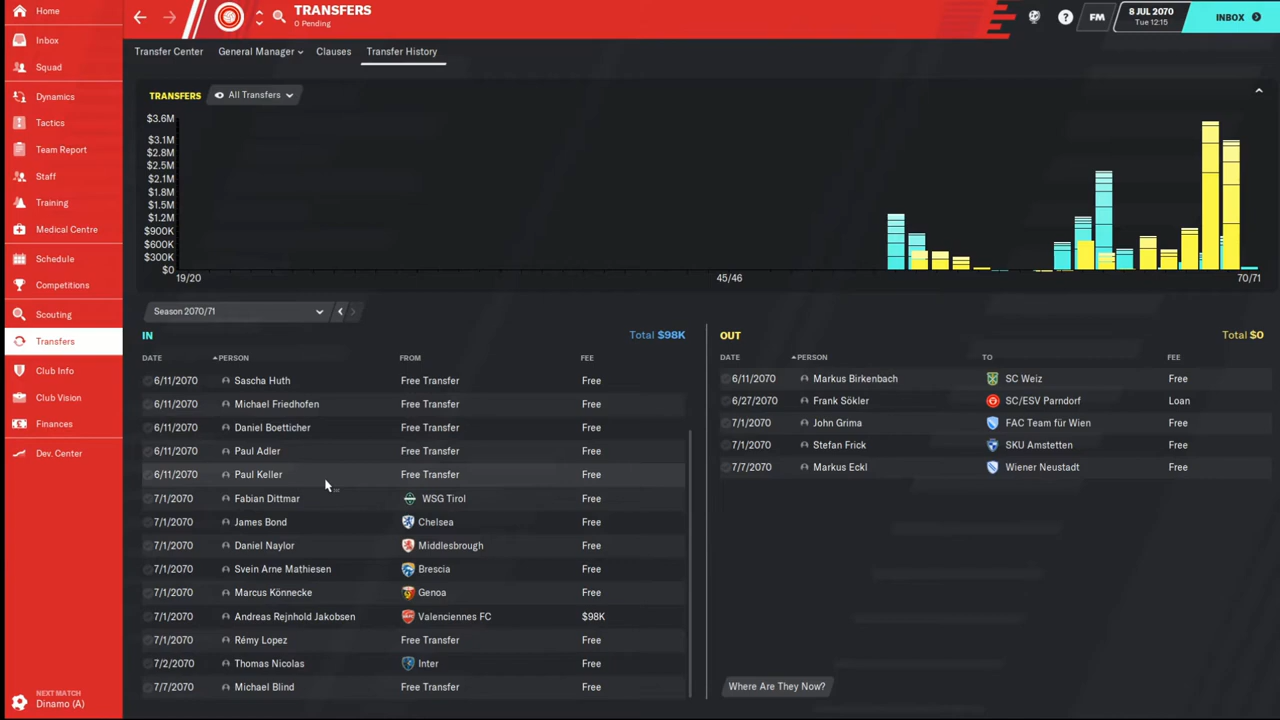 Home
Inbox
Squad
Dynamics
Tactics
Team Report
Staff
Training
Medical Centre
Schedule
Competitions
Scouting
Transfers
Club Info
Club Vision
Finances
Dev. Center
NEXT MATCH
Dinamo (A)
TRANSFERS
0 Pending
?
FM
8 JUL 2070
Tue 12:15
INBOX
Transfer Center General Manager Clauses Transfer History
TRANSFERS All Transfers
$3.6M
$3.1M
$2.8M
$2.5M
$2.1M
$1.8M
$1.5M
$1.2M
$900K
$600K
$300K
$0
19/20 45/46 70/71
Season 2070/71
IN Total $98K
DATE PERSON FROM FEE
6/11/2070 Sascha Huth Free Transfer Free
6/11/2070 Michael Friedhofen Free Transfer Free
6/11/2070 Daniel Boetticher Free Transfer Free
6/11/2070 Paul Adler Free Transfer Free
6/11/2070 Paul Keller Free Transfer Free
7/1/2070 Fabian Dittmar WSG Tirol Free
7/1/2070 James Bond Chelsea Free
7/1/2070 Daniel Naylor Middlesbrough Free
7/1/2070 Svein Arne Mathiesen Brescia Free
7/1/2070 Marcus Könnecke Genoa Free
7/1/2070 Andreas Rejnhold Jakobsen Valenciennes FC $98K
7/1/2070 Rémy Lopez Free Transfer Free
7/2/2070 Thomas Nicolas Inter Free
7/7/2070 Michael Blind Free Transfer Free
OUT Total $0
DATE PERSON TO FEE
6/11/2070 Markus Birkenbach SC Weiz Free
6/27/2070 Frank Sökler SC/ESV Parndorf Loan
7/1/2070 John Grima FAC Team für Wien Free
7/1/2070 Stefan Frick SKU Amstetten Free
7/7/2070 Markus Eckl Wiener Neustadt Free
Where Are They Now?